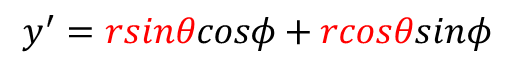 y′ = rsinθcosϕ + rcosθsinϕ